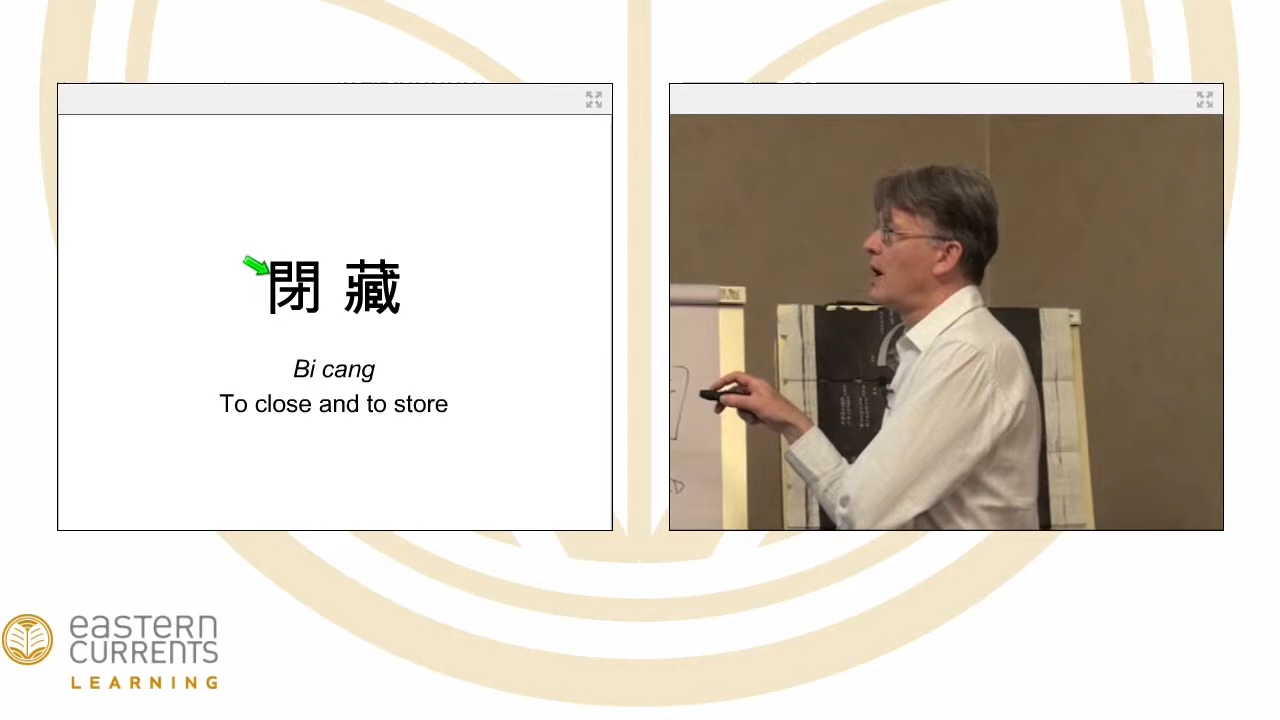 閉 藏
Bi cang
To close and to store
eastern
CURRENTS
LEARNING